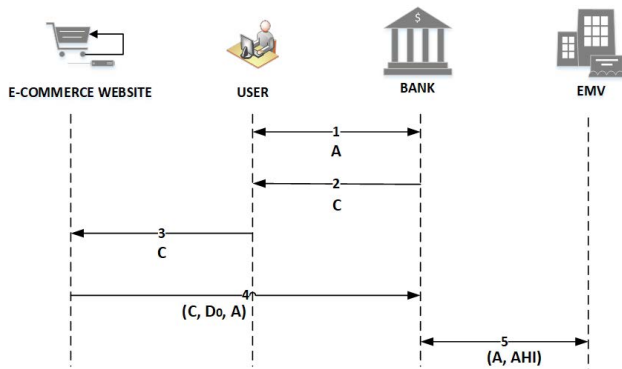 $
E-COMMERCE WEBSITE
USER
BANK
EMV
1
A
2
C
3
C
4
(C, D0, A)
5
(A, AHI)